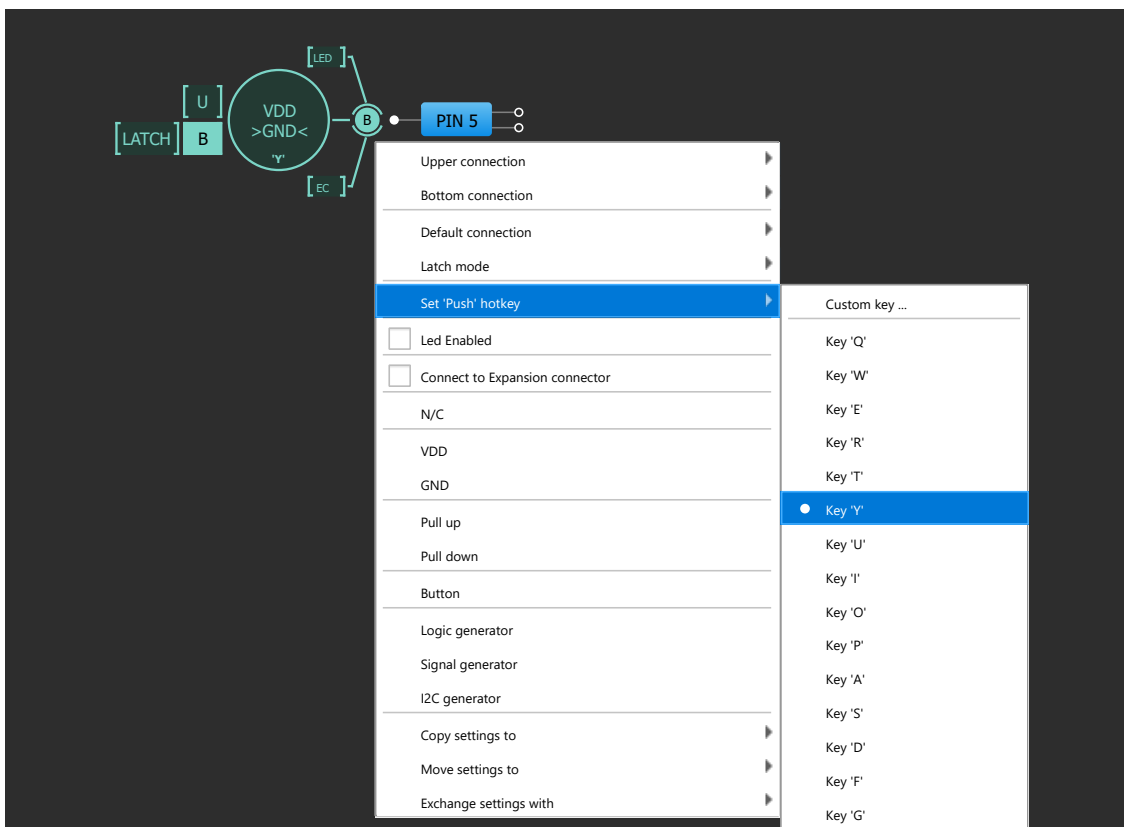 [LED ]
[ U ]
VDD
B
PIN 5
>GND<
[LATCH]
B
'Y'
[ EC ]
Upper connection
Bottom connection
Default connection
Latch mode
Set 'Push' hotkey
Led Enabled
Connect to Expansion connector
N/C
VDD
GND
Pull up
Pull down
Button
Logic generator
Signal generator
I2C generator
Copy settings to
Move settings to
Exchange settings with
Custom key ...
Key 'Q'
Key 'W'
Key 'E'
Key 'R'
Key 'T'
Key 'Y'
Key 'U'
Key 'I'
Key 'O'
Key 'P'
Key 'A'
Key 'S'
Key 'D'
Key 'F'
Key 'G'